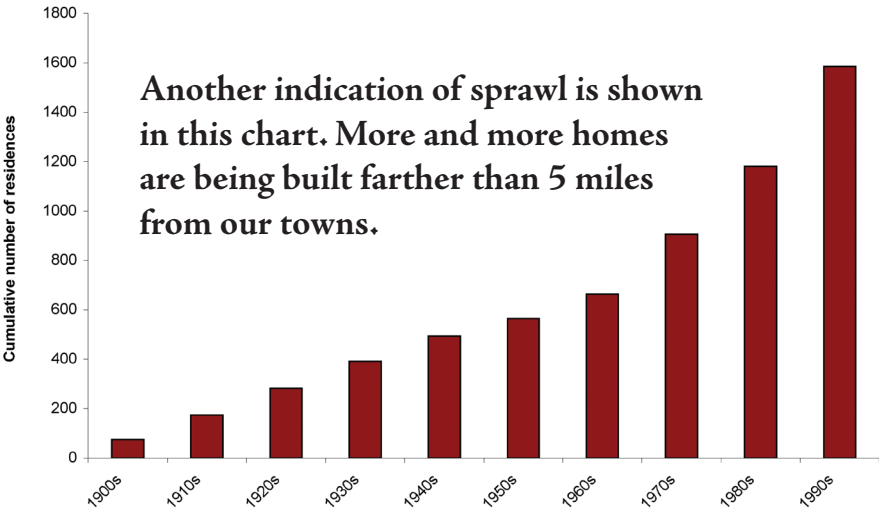 1800
1600
1400
1200
1000
800
600
400
200
0
Cumulative number of residences
Another indication of sprawl is shown
in this chart. More and more homes
are being built farther than 5 miles
from our towns.
1900s
1910s
1920s
1930s
1940s
1950s
1960s
1970s
1980s
1990s